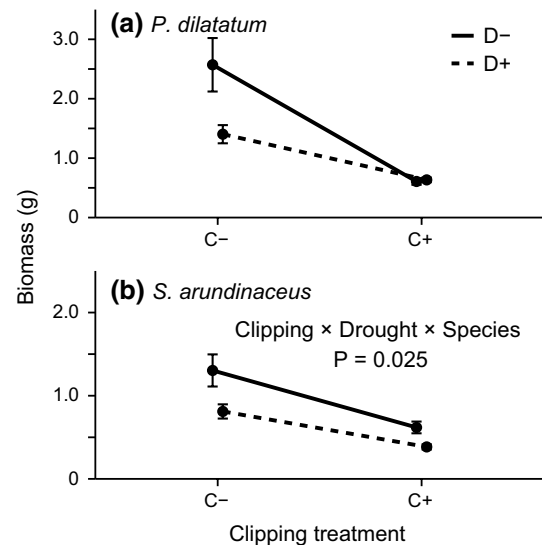 (a) P. dilatatum
D−
D+
3.0
2.0
1.0
0
C−
C+
Biomass (g)
(b) S. arundinaceus
Clipping × Drought × Species
P = 0.025
2.0
1.0
0
C−
C+
Clipping treatment